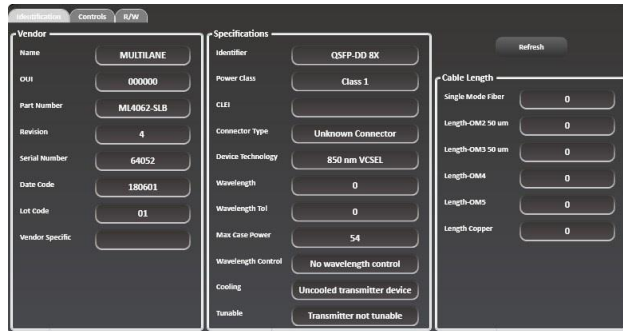 Identification Controls R/W
Vendor
Name MULTILANE
OUI 000000
Part Number ML4062-SLB
Revision 4
Serial Number 64052
Date Code 180601
Lot Code 01
Vendor Specific
Specifications
Identifier QSFP-DD 8X
Power Class Class 1
CLEI
Connector Type Unknown Connector
Device Technology 850 nm VCSEL
Wavelength 0
Wavelength Tol 0
Max Case Power 54
Wavelength Control No wavelength control
Cooling Uncooled transmitter device
Tunable Transmitter not tunable
Refresh
Cable Length
Single Mode Fiber 0
Length-OM2 50 um 0
Length-OM3 50 um 0
Length-OM4 0
Length-OM5 0
Length Copper 0